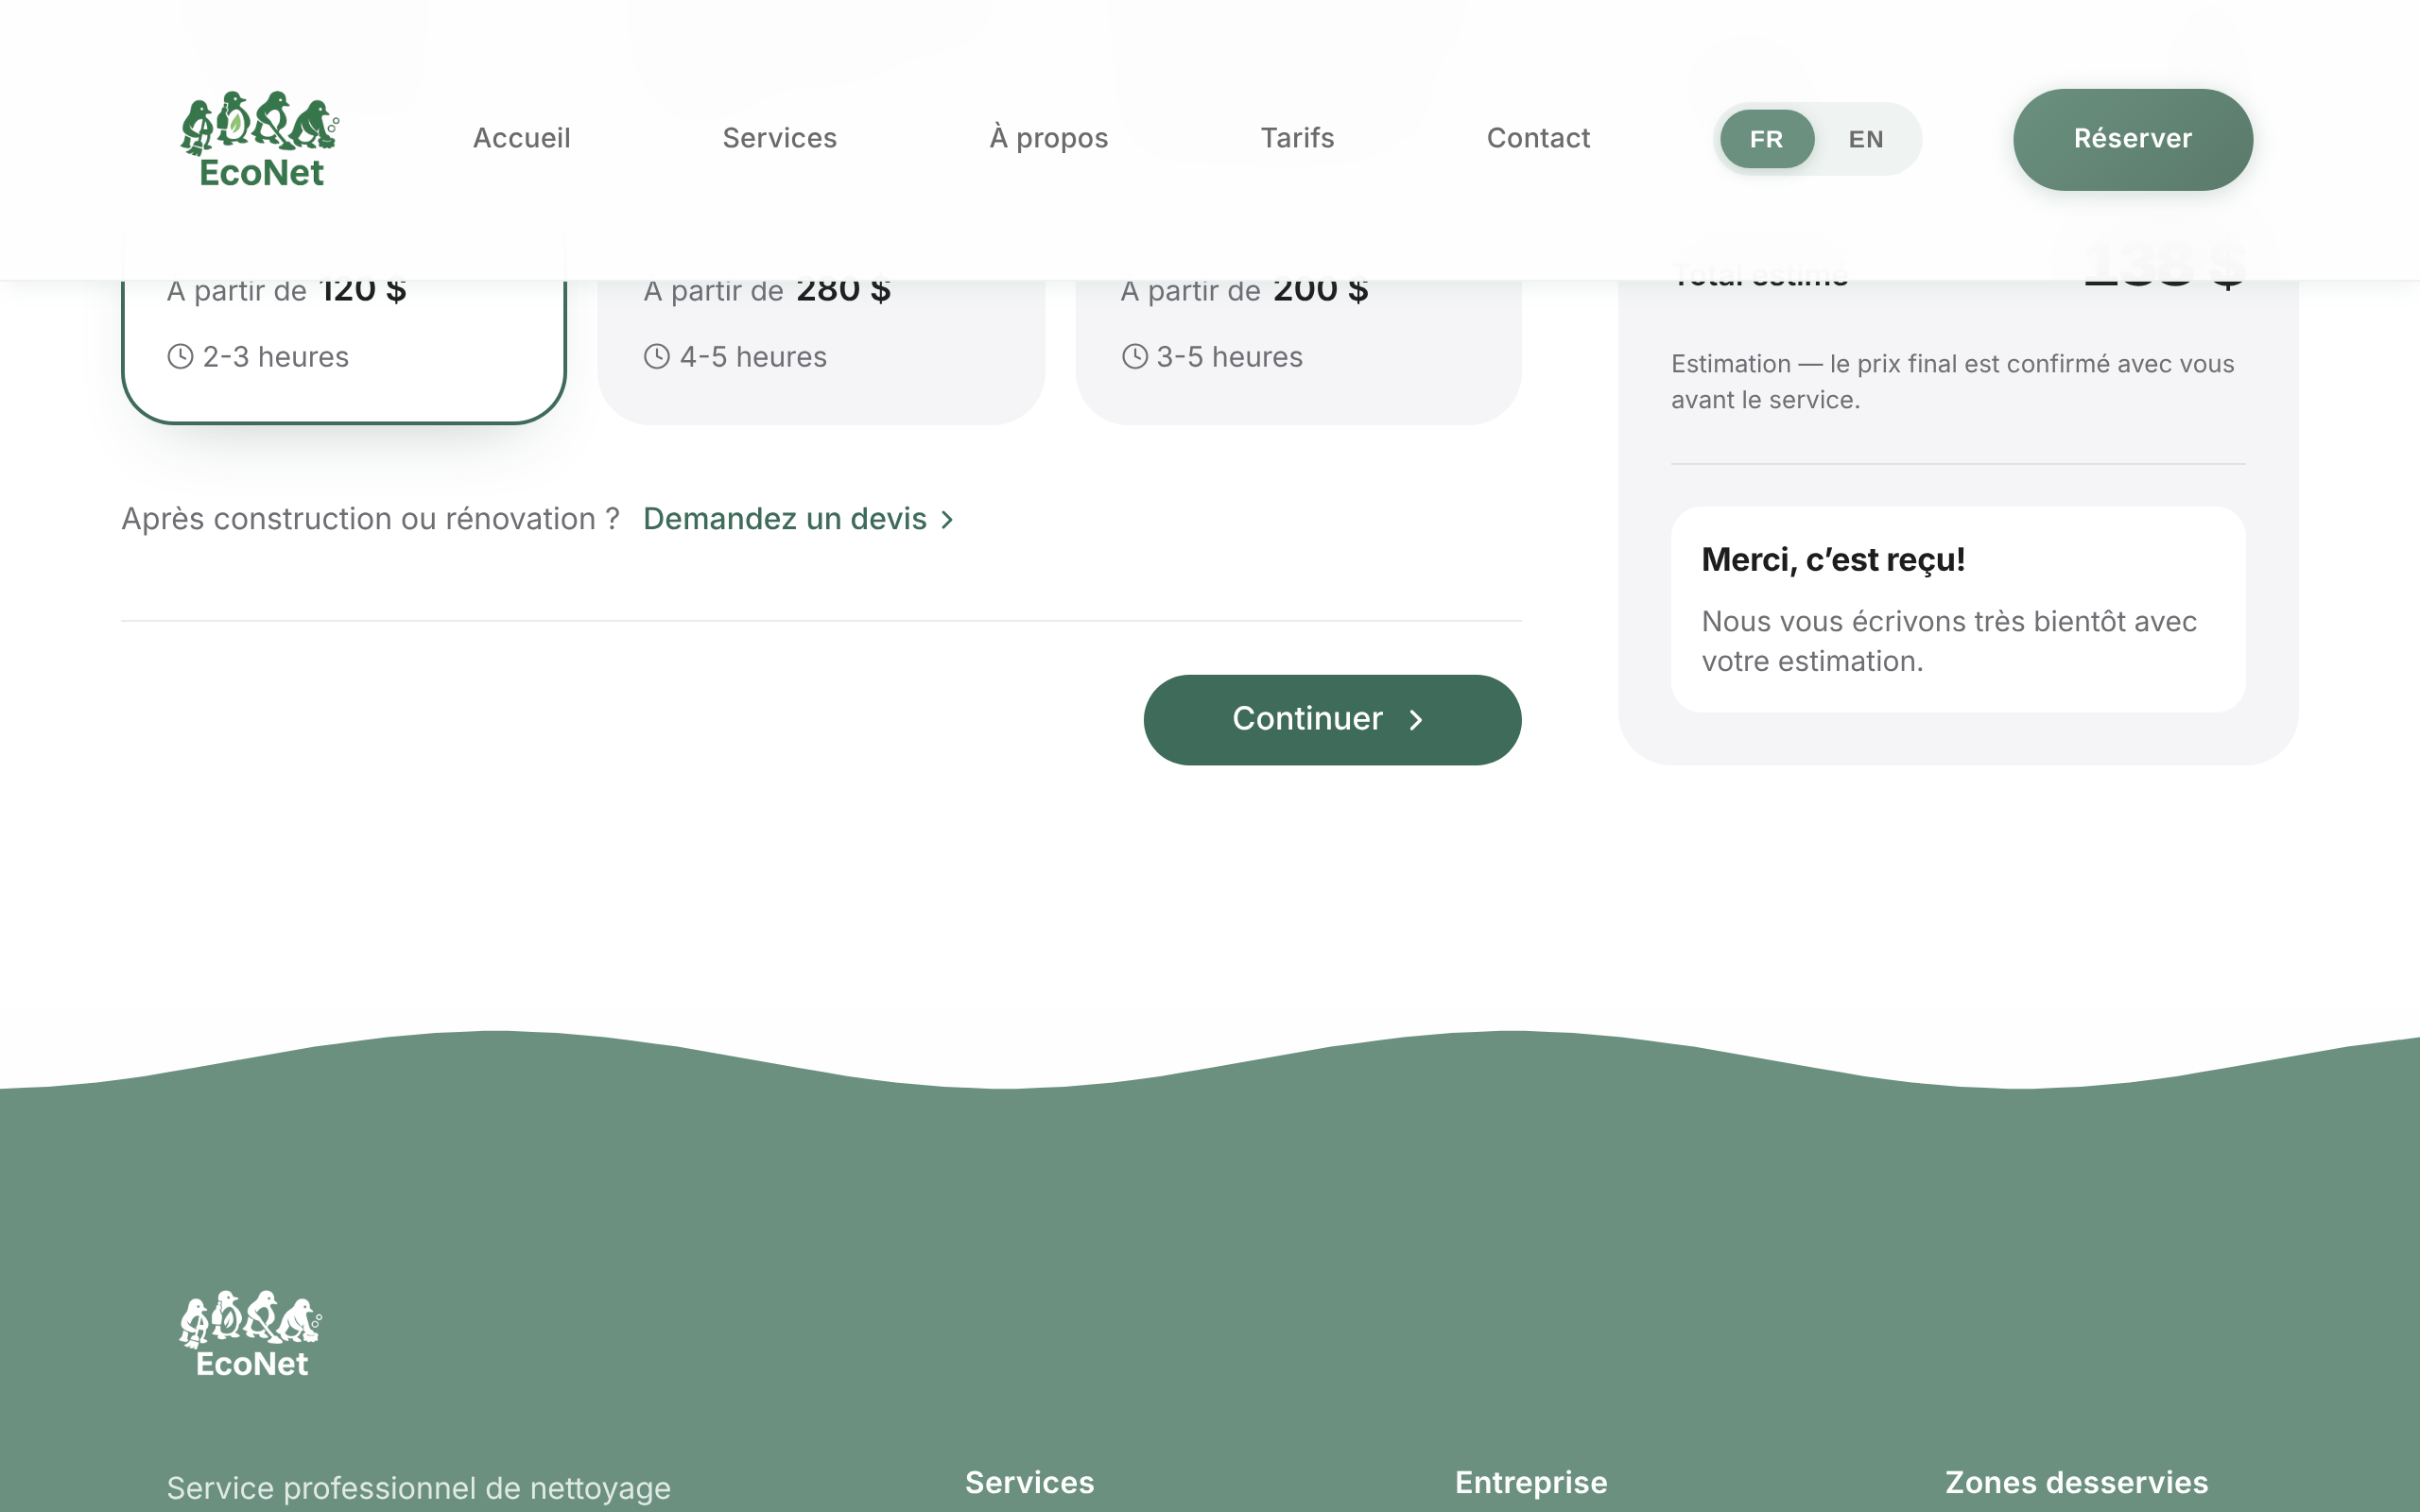 EcoNet
Accueil
Services
À propos
Tarifs
Contact
FR
EN
Réserver
À partir de 120 $
2-3 heures
À partir de 280 $
4-5 heures
À partir de 200 $
3-5 heures
Total estimé
138 $
Estimation — le prix final est confirmé avec vous
avant le service.
Après construction ou rénovation ? Demandez un devis
Merci, c’est reçu!
Nous vous écrivons très bientôt avec
votre estimation.
Continuer
EcoNet
Service professionnel de nettoyage
Services
Entreprise
Zones desservies